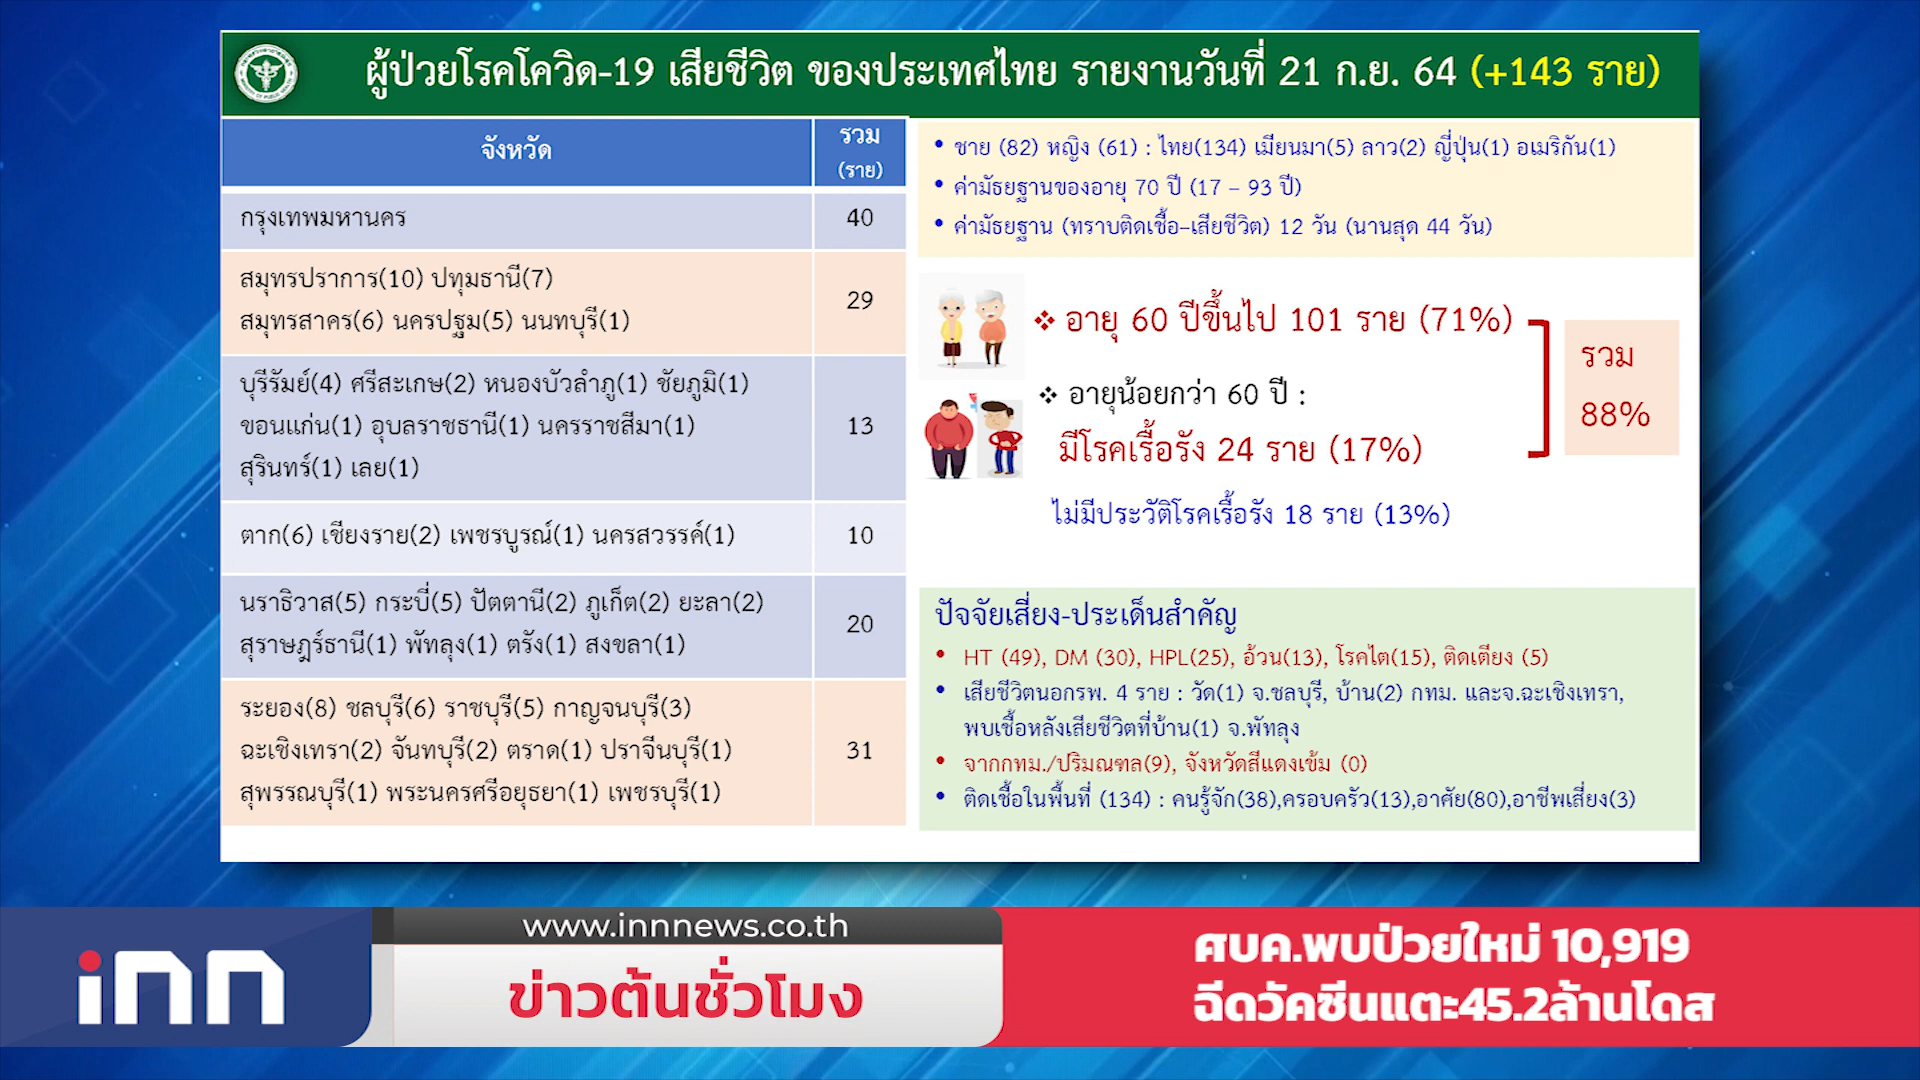 ผู้ป่วยโรคโควิด-19 เสียชีวิต ของประเทศไทย รายงานวันที่ 21 ก.ย. 64 (+143 ราย)
จังหวัด
รวม
(ราย)
กรุงเทพมหานคร
40
สมุทรปราการ(10) ปทุมธานี(7)
สมุทรสาคร(6) นครปฐม(5) นนทบุรี(1)
29
บุรีรัมย์(4) ศรีสะเกษ(2) หนองบัวลำภู(1) ชัยภูมิ(1)
ขอนแก่น(1) อุบลราชธานี(1) นครราชสีมา(1)
สุรินทร์(1) เลย(1)
13
ตาก(6) เชียงราย(2) เพชรบูรณ์(1) นครสวรรค์(1)
10
นราธิวาส(5) กระบี่(5) ปัตตานี(2) ภูเก็ต(2) ยะลา(2)
สุราษฎร์ธานี(1) พัทลุง(1) ตรัง(1) สงขลา(1)
20
ระยอง(8) ชลบุรี(6) ราชบุรี(5) กาญจนบุรี(3)
ฉะเชิงเทรา(2) จันทบุรี(2) ตราด(1) ปราจีนบุรี(1)
สุพรรณบุรี(1) พระนครศรีอยุธยา(1) เพชรบุรี(1)
31
• ชาย (82) หญิง (61) : ไทย(134) เมียนมา(5) ลาว(2) ญี่ปุ่น(1) อเมริกัน(1)
• ค่ามัธยฐานของอายุ 70 ปี (17 – 93 ปี)
• ค่ามัธยฐาน (ทราบติดเชื้อ–เสียชีวิต) 12 วัน (นานสุด 44 วัน)
❖ อายุ 60 ปีขึ้นไป 101 ราย (71%)
❖ อายุน้อยกว่า 60 ปี :
มีโรคเรื้อรัง 24 ราย (17%)
ไม่มีประวัติโรคเรื้อรัง 18 ราย (13%)
รวม
88%
ปัจจัยเสี่ยง-ประเด็นสำคัญ
• HT (49), DM (30), HPL(25), อ้วน(13), โรคไต(15), ติดเตียง (5)
• เสียชีวิตนอกรพ. 4 ราย : วัด(1) จ.ชลบุรี, บ้าน(2) กทม. และจ.ฉะเชิงเทรา,
พบเชื้อหลังเสียชีวิตที่บ้าน(1) จ.พัทลุง
• จากกทม./ปริมณฑล(9), จังหวัดสีแดงเข้ม (0)
• ติดเชื้อในพื้นที่ (134) : คนรู้จัก(38),ครอบครัว(13),อาศัย(80),อาชีพเสี่ยง(3)
inn
www.innnews.co.th
ข่าวต้นชั่วโมง
ศบค.พบป่วยใหม่ 10,919
ฉีดวัคซีนแตะ45.2ล้านโดส